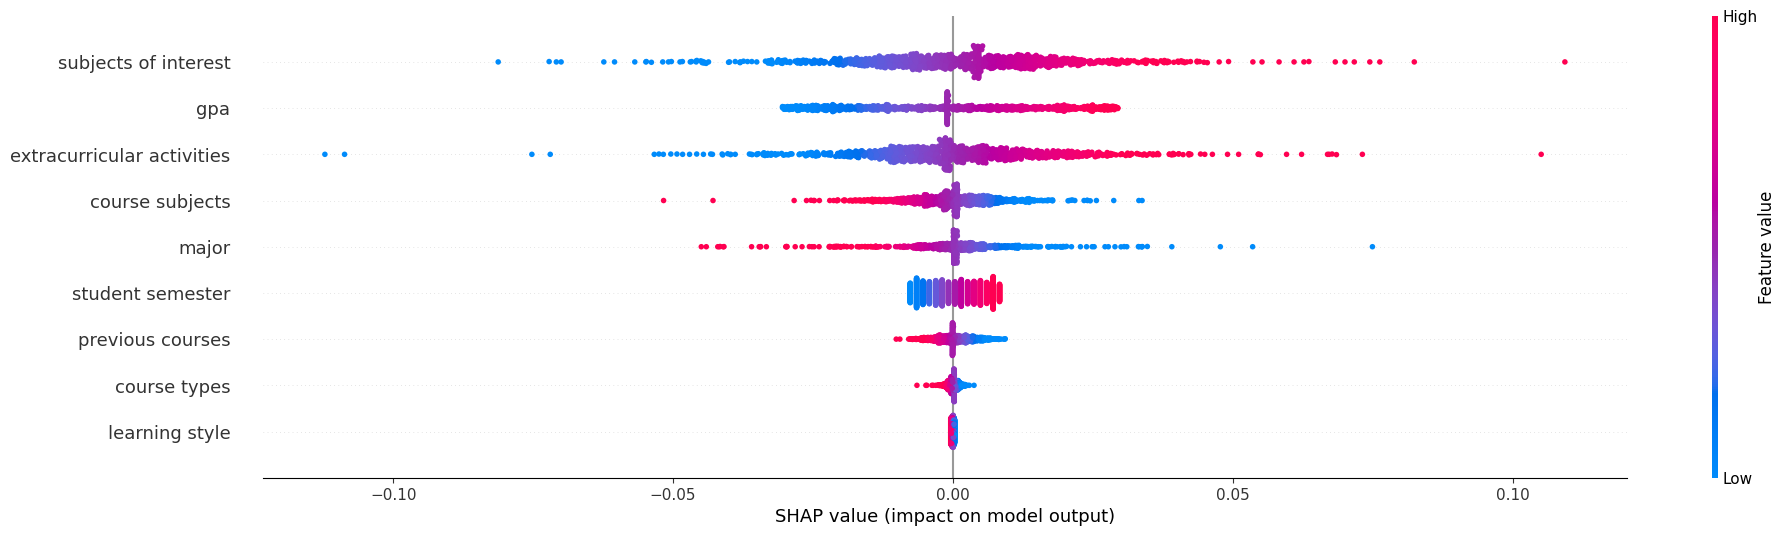 High
subjects of interest
gpa
extracurricular activities
course subjects
major
student semester
previous courses
course types
learning style
Feature value
Low
−0.10 −0.05 0.00 0.05 0.10
SHAP value (impact on model output)